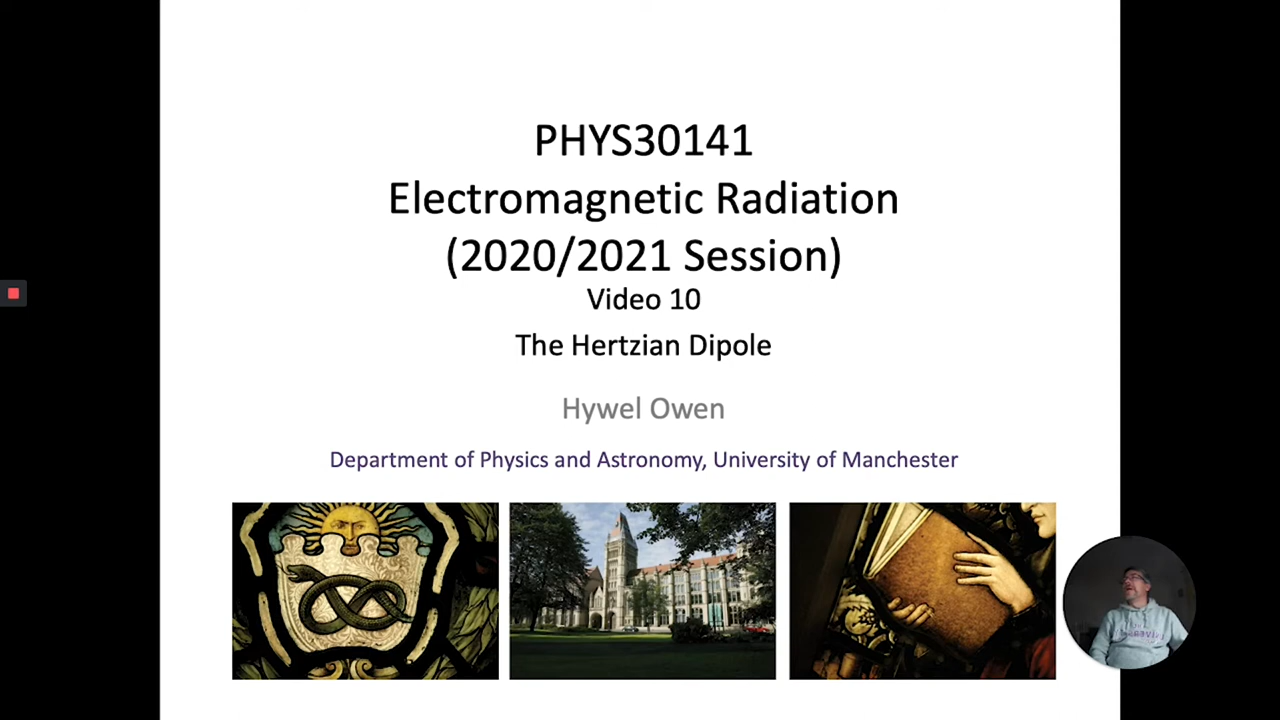 PHYS30141
Electromagnetic Radiation
(2020/2021 Session)
Video 10
The Hertzian Dipole
Hywel Owen
Department of Physics and Astronomy, University of Manchester